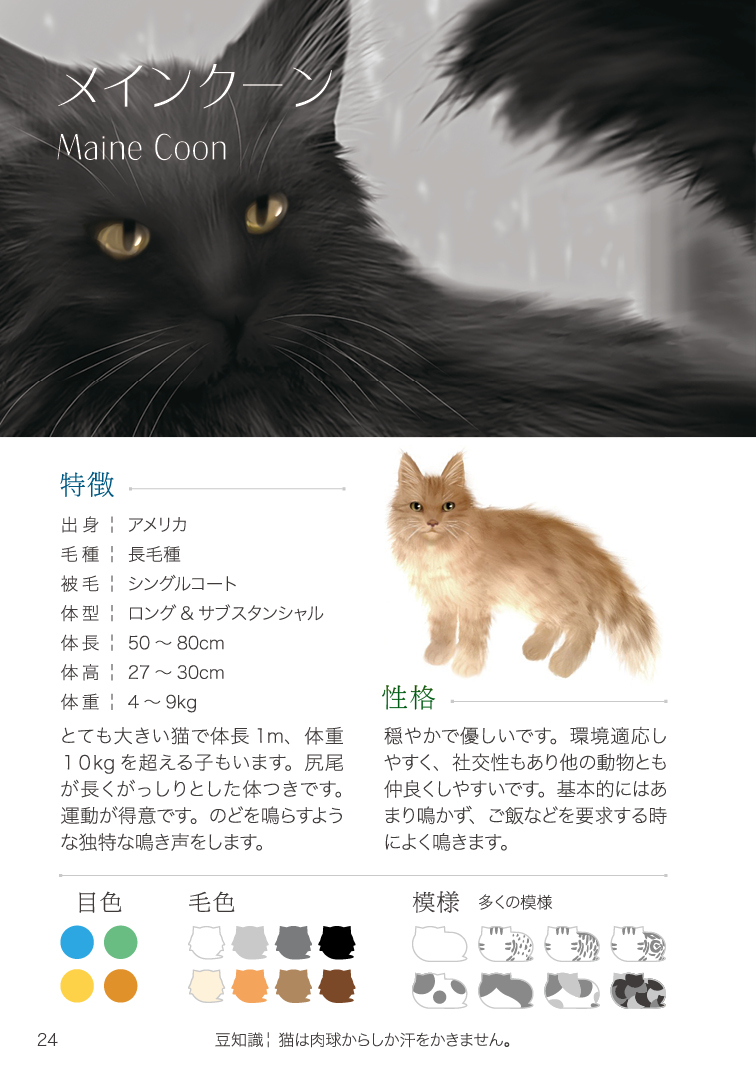 メインクーン
Maine Coon
特徴
出身¦ アメリカ
毛種¦ 長毛種
被毛¦ シングルコート
体型¦ ロング & サブスタンシャル
体長¦ 50 〜 80cm
体高¦ 27 〜 30cm
体重¦ 4 〜 9kg
とても大きい猫で体長 1m、体重
10kg を超える子もいます。尻尾
が長くがっしりとした体つきです。
運動が得意です。のどを鳴らすよう
な独特な鳴き声をします。
性格
穏やかで優しいです。環境適応し
やすく、社交性もあり他の動物とも
仲良くしやすいです。基本的にはあ
まり鳴かず、ご飯などを要求する時
によく鳴きます。
目色
毛色
模様 多くの模様
24
豆知識¦ 猫は肉球からしか汗をかきません。